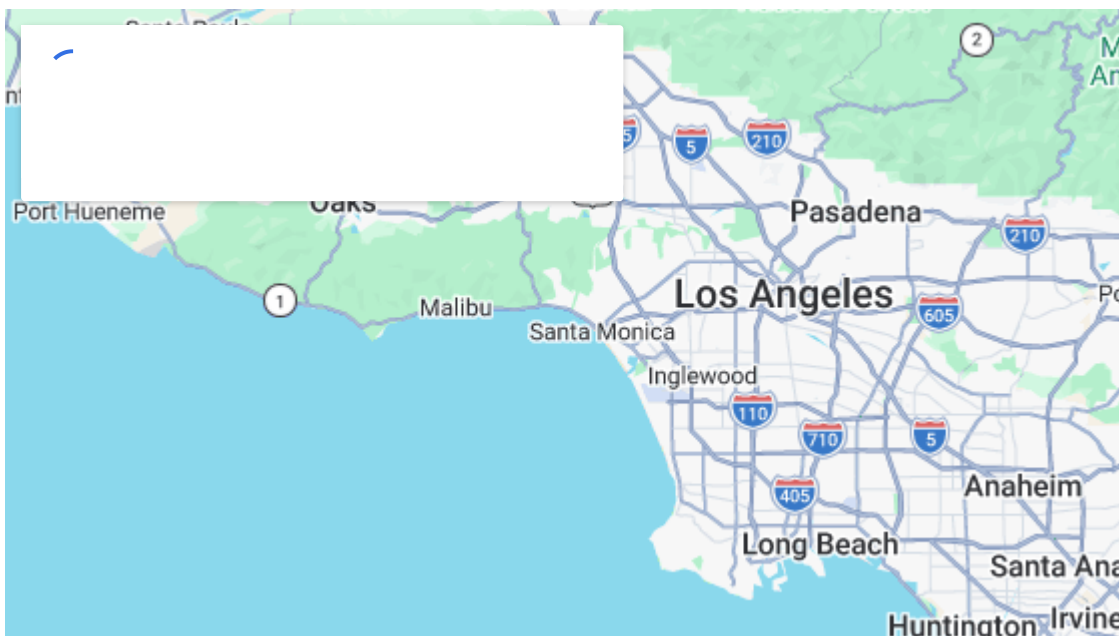 2
5
210
Port Hueneme
Oaks
Pasadena
210
1
Malibu
Los Angeles
605
Santa Monica
Inglewood
110
710
5
405
Anaheim
Long Beach
Santa Ana
Huntington
Irvine